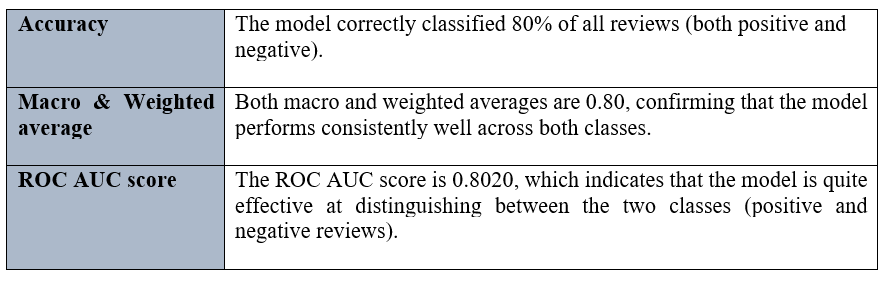 Accuracy
The model correctly classified 80% of all reviews (both positive and
negative).
Macro & Weighted
average
Both macro and weighted averages are 0.80, confirming that the model
performs consistently well across both classes.
ROC AUC score
The ROC AUC score is 0.8020, which indicates that the model is quite
effective at distinguishing between the two classes (positive and
negative reviews).